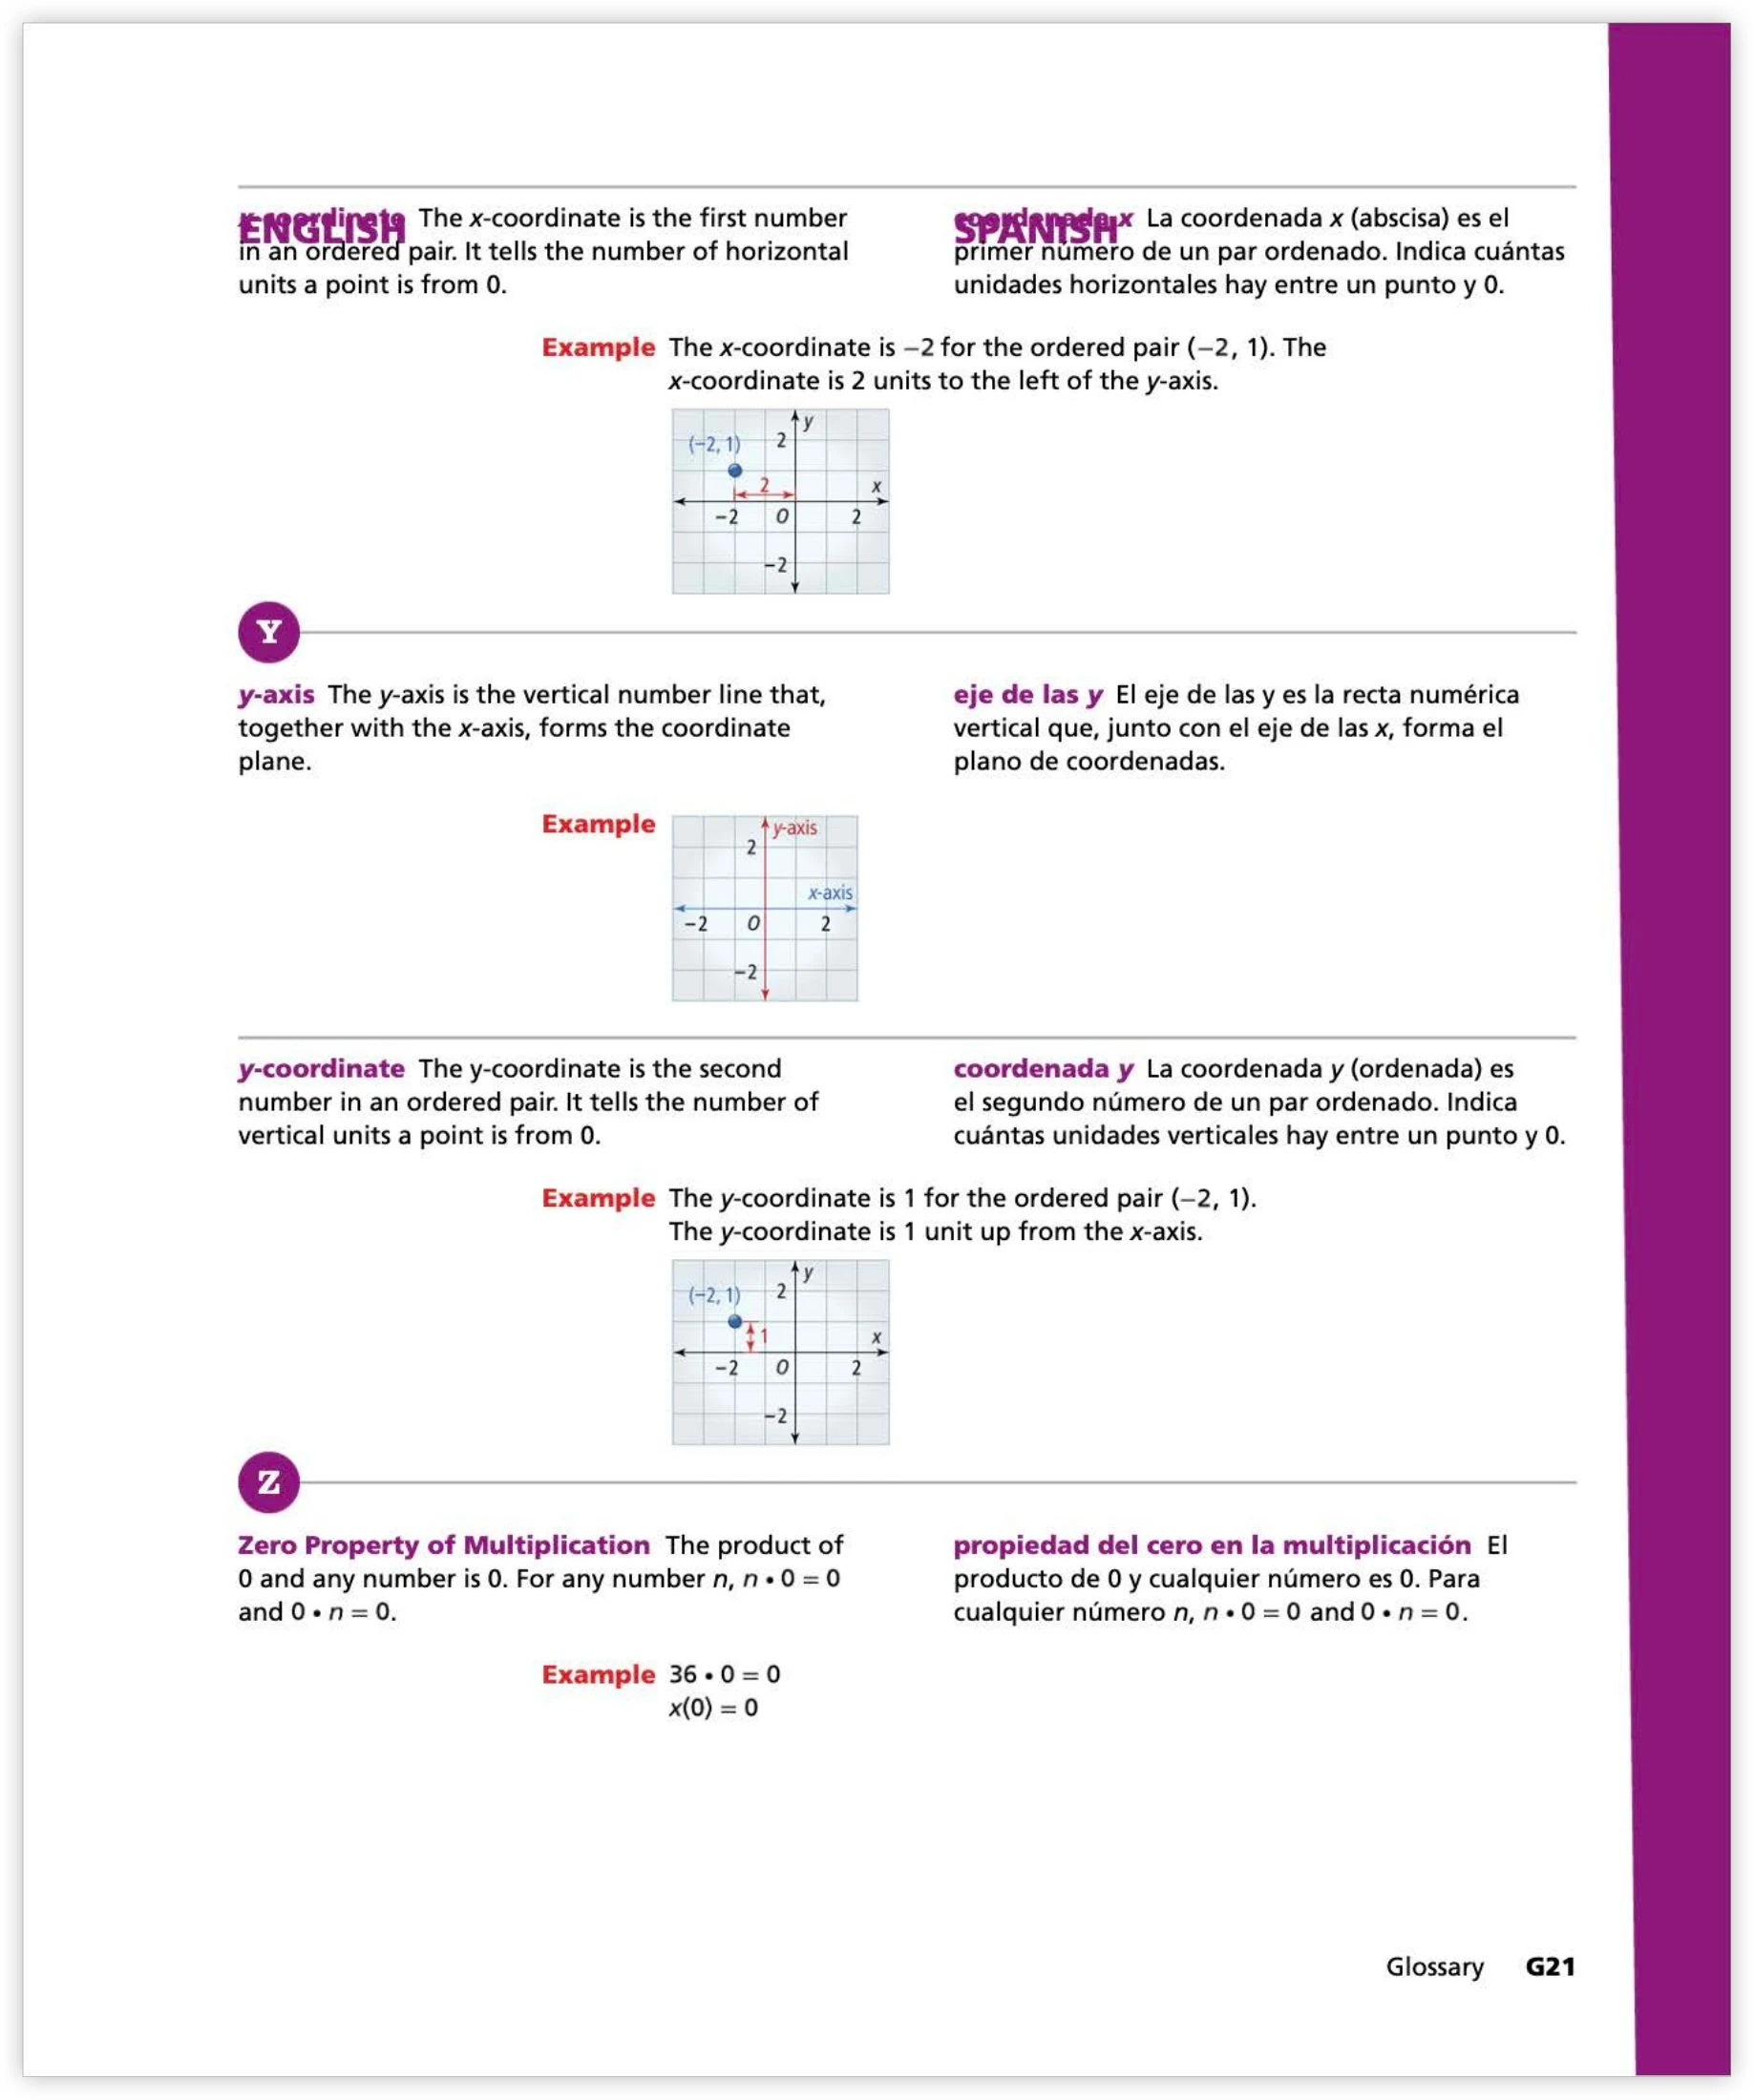 ENGLISH
SPANISH
x-coordinate The x-coordinate is the first number
in an ordered pair. It tells the number of horizontal
units a point is from 0.
coordenada x La coordenada x (abscisa) es el
primer número de un par ordenado. Indica cuántas
unidades horizontales hay entre un punto y 0.
Example The x-coordinate is −2 for the ordered pair (−2, 1). The
x-coordinate is 2 units to the left of the y-axis.
y
(−2, 1) 2
2
x
−2 O 2
−2
Y
y-axis The y-axis is the vertical number line that,
together with the x-axis, forms the coordinate
plane.
eje de las y El eje de las y es la recta numérica
vertical que, junto con el eje de las x, forma el
plano de coordenadas.
Example
y-axis
2
x-axis
−2 O 2
−2
y-coordinate The y-coordinate is the second
number in an ordered pair. It tells the number of
vertical units a point is from 0.
coordenada y La coordenada y (ordenada) es
el segundo número de un par ordenado. Indica
cuántas unidades verticales hay entre un punto y 0.
Example The y-coordinate is 1 for the ordered pair (−2, 1).
The y-coordinate is 1 unit up from the x-axis.
y
(−2, 1) 2
1
x
−2 O 2
−2
Z
Zero Property of Multiplication The product of
0 and any number is 0. For any number n, n • 0 = 0
and 0 • n = 0.
propiedad del cero en la multiplicación El
producto de 0 y cualquier número es 0. Para
cualquier número n, n • 0 = 0 and 0 • n = 0.
Example 36 • 0 = 0
x(0) = 0
Glossary G21